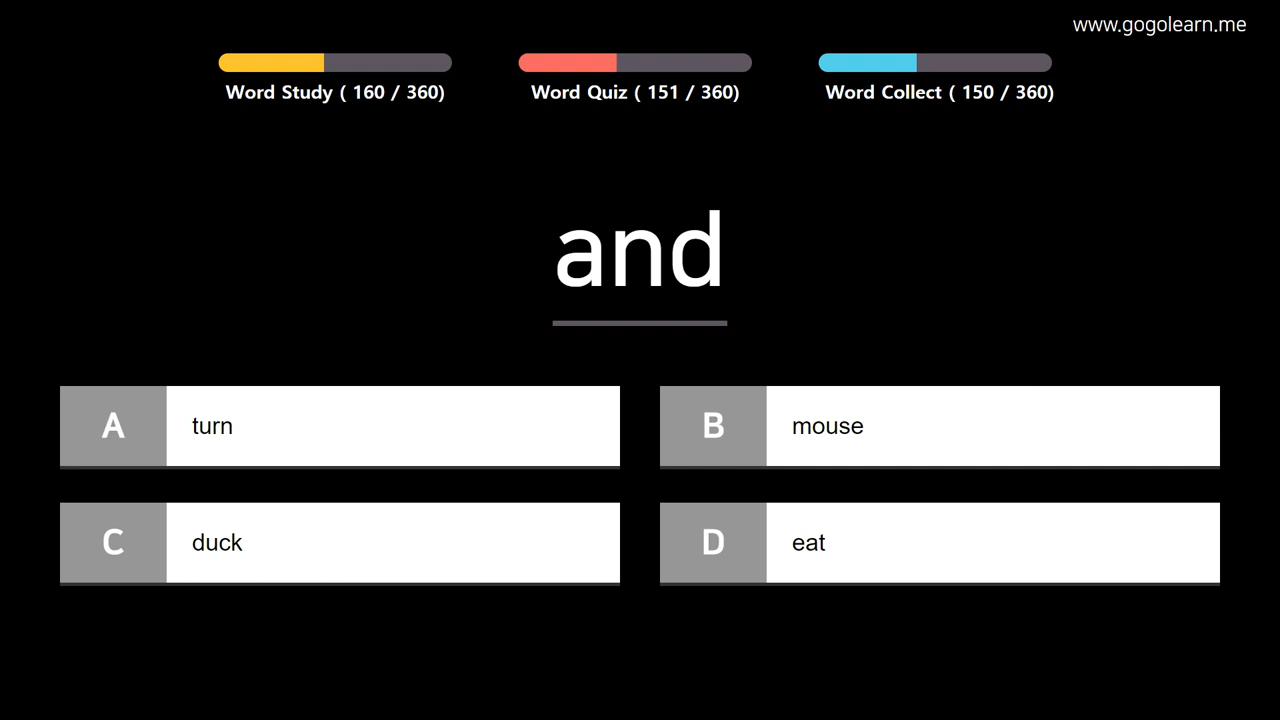 www.gogolearn.me
Word Study ( 160 / 360)
Word Quiz ( 151 / 360)
Word Collect ( 150 / 360)
and
A turn
B mouse
C duck
D eat